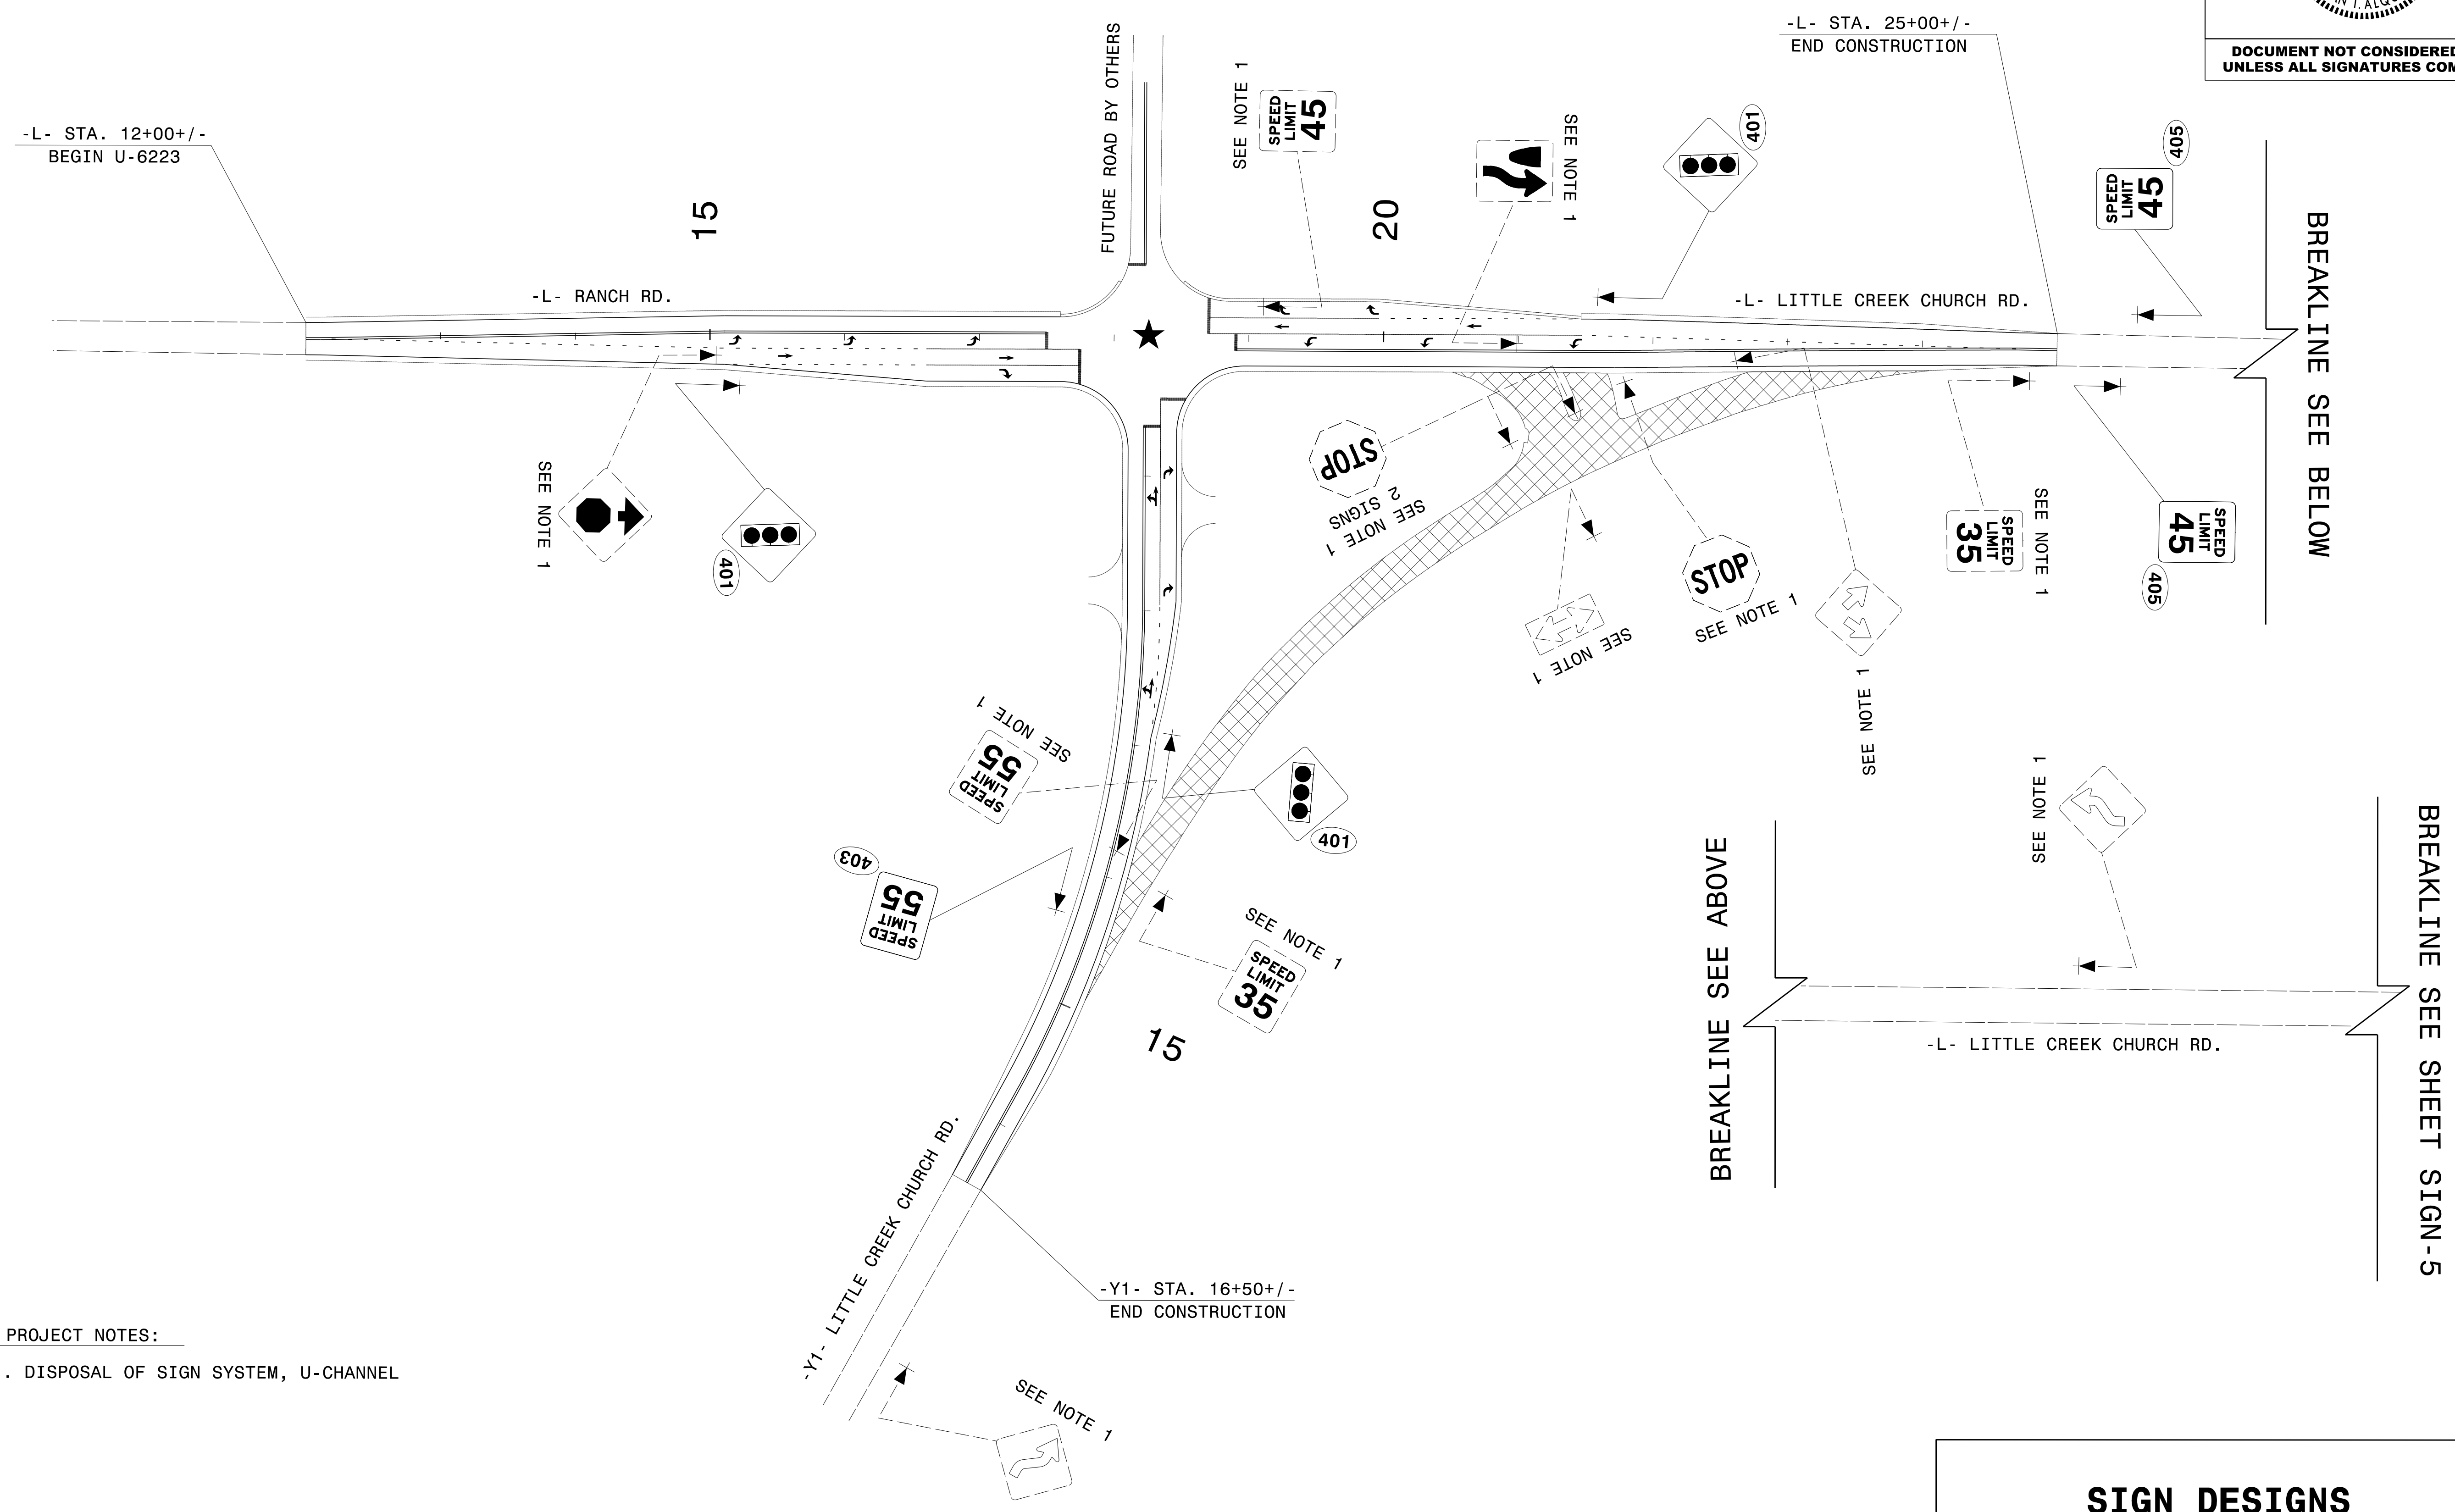 -L- STA. 12+00+/-
BEGIN U-6223
-L- STA. 25+00+/-
END CONSTRUCTION
DOCUMENT NOT CONSIDERED
UNLESS ALL SIGNATURES COM
FUTURE ROAD BY OTHERS
SEE NOTE 1
SPEED
LIMIT
45
SEE NOTE 1
401
405
SPEED
LIMIT
45
15
20
-L- RANCH RD.
-L- LITTLE CREEK CHURCH RD.
BREAKLINE SEE BELOW
SEE NOTE 1
401
STOP
2 SIGNS
SEE NOTE 1
SEE NOTE 1
STOP
SEE NOTE 1
SEE NOTE 1
SPEED
LIMIT
35
SEE NOTE 1
SPEED
LIMIT
45
405
SEE NOTE 1
SPEED
LIMIT
55
401
403
SPEED
LIMIT
55
SEE NOTE 1
SPEED
LIMIT
35
15
SEE NOTE 1
BREAKLINE SEE ABOVE
BREAKLINE SEE SHEET SIGN-5
-L- LITTLE CREEK CHURCH RD.
-Y1- LITTLE CREEK CHURCH RD.
-Y1- STA. 16+50+/-
END CONSTRUCTION
SEE NOTE 1
PROJECT NOTES:
. DISPOSAL OF SIGN SYSTEM, U-CHANNEL
SIGN DESIGNS